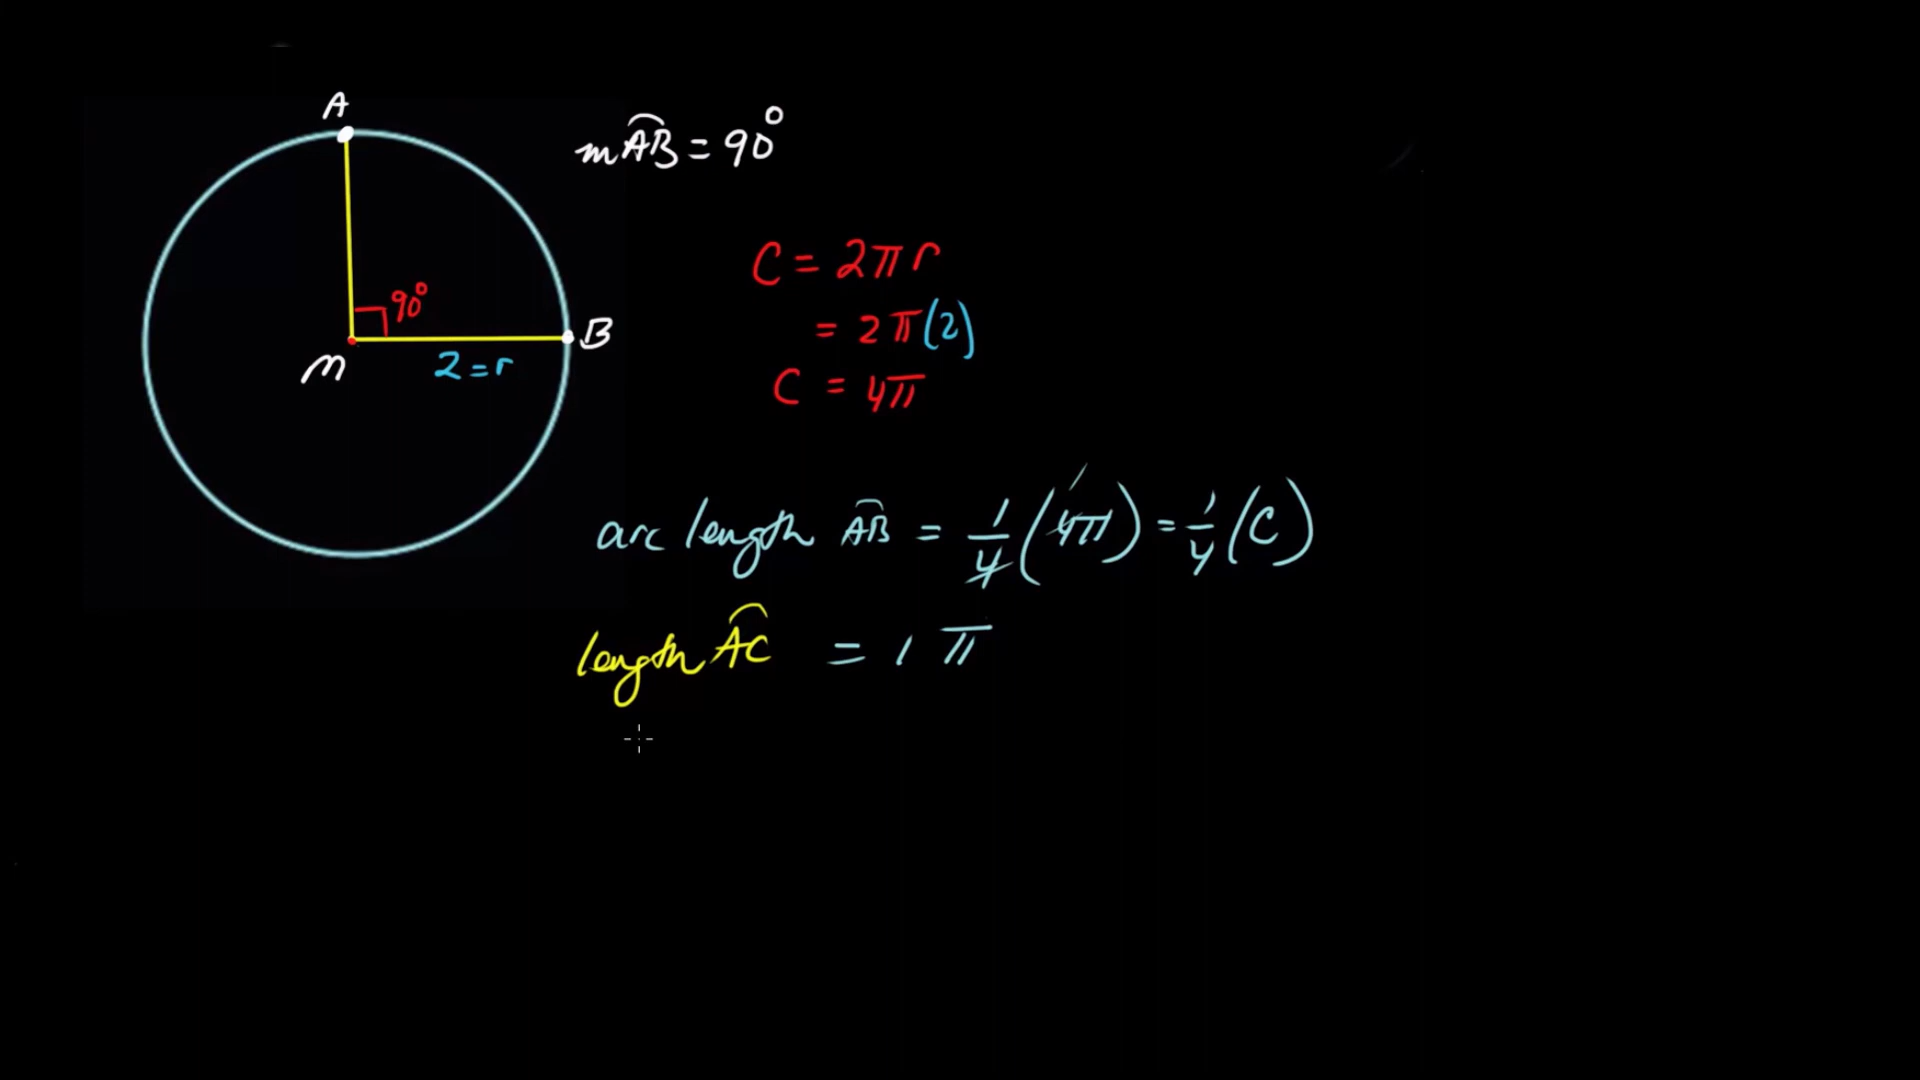 A
m⌢AB = 90°
C = 2πr
90°
= 2π(2)
B
M
2 = r
C = 4π
arc length ⌢AB = 1/4 (4π) = 1/4 (C)
1
length ⌢AC = 1 π